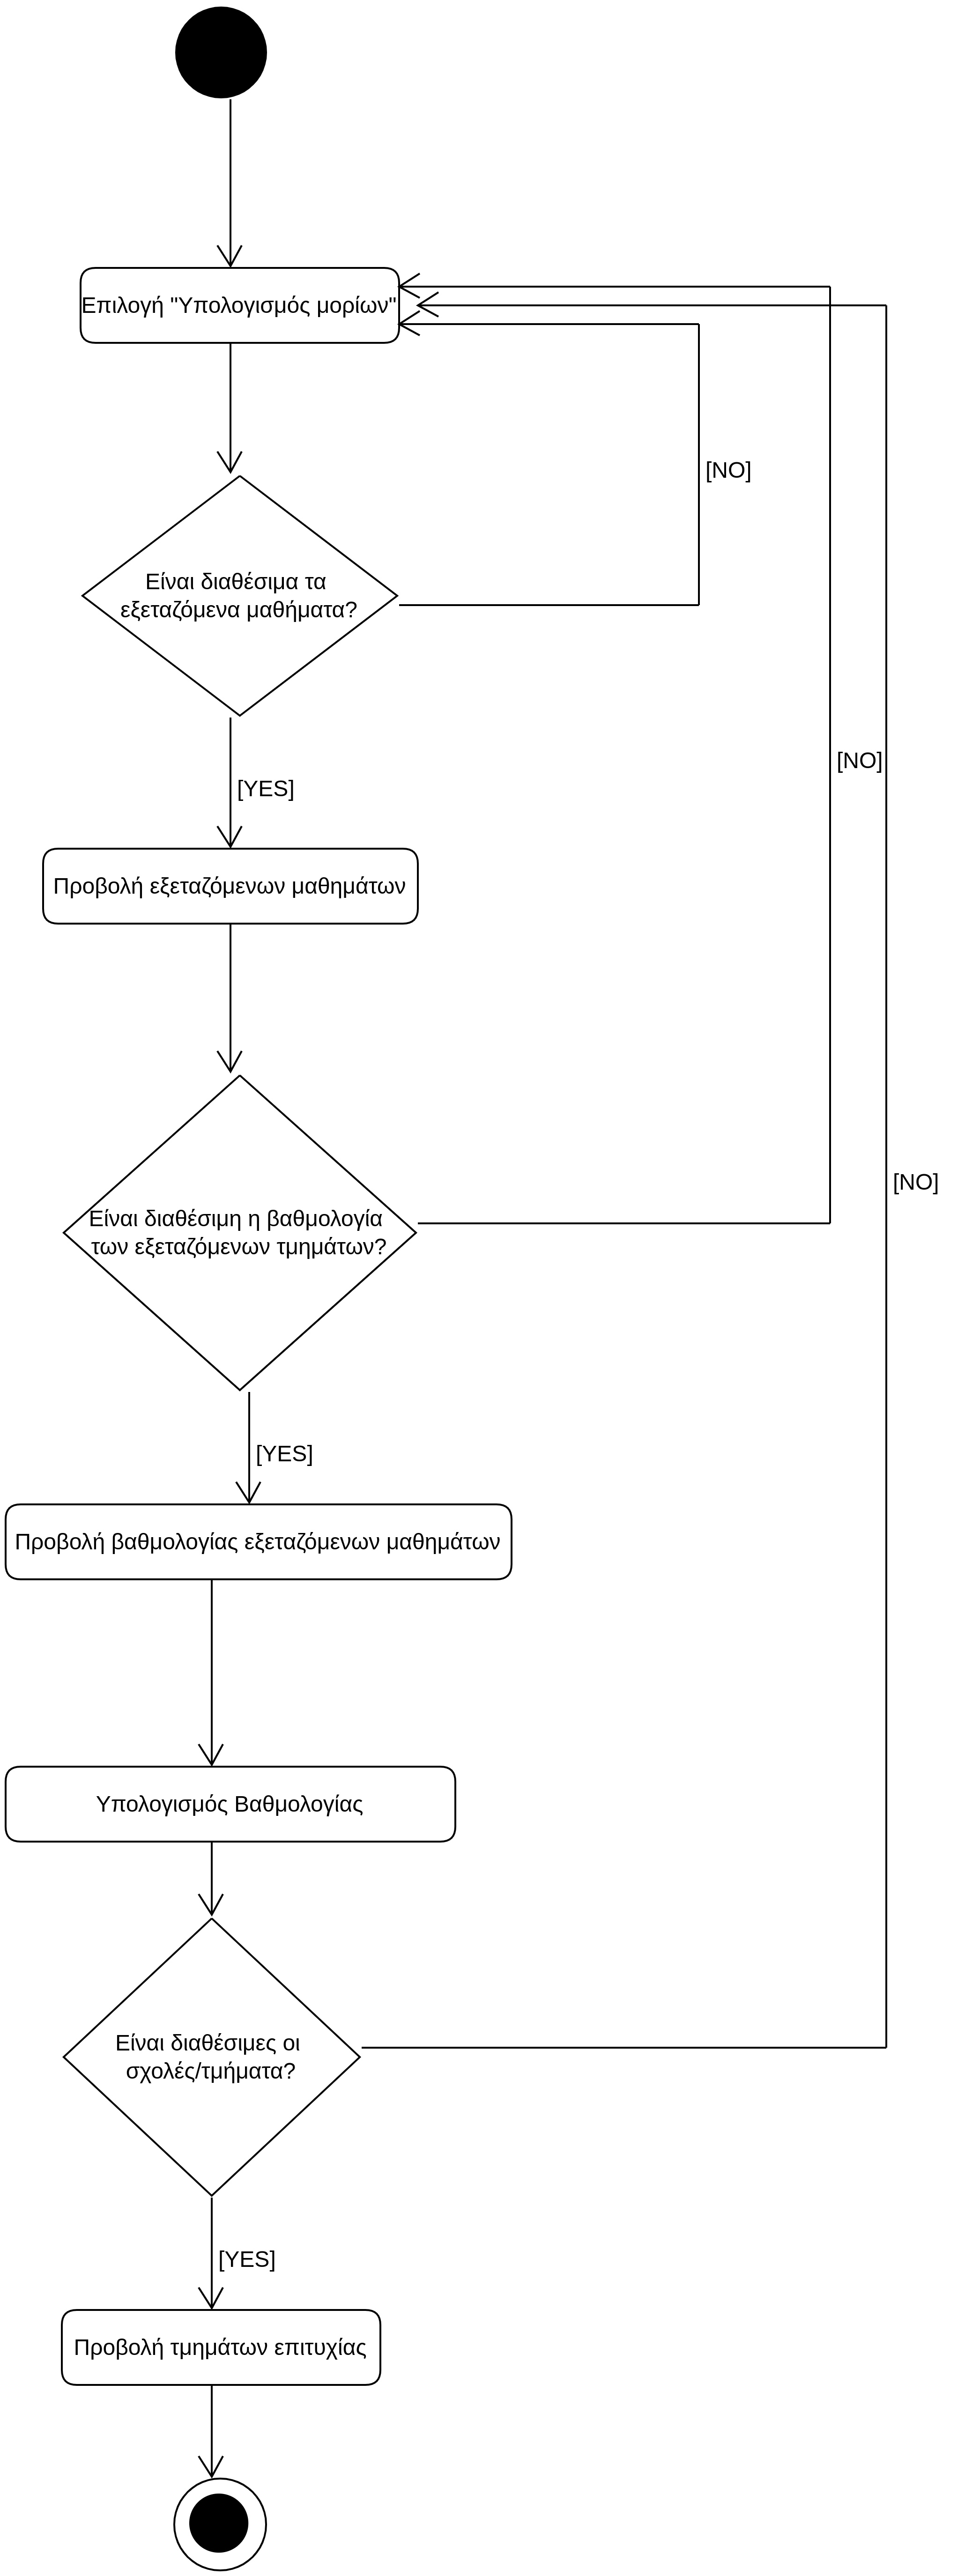 Επιλογή "Υπολογισμός μορίων"
[NO]
Είναι διαθέσιμα τα
εξεταζόμενα μαθήματα?
[NO]
[YES]
Προβολή εξεταζόμενων μαθημάτων
[NO]
Είναι διαθέσιμη η βαθμολογία
των εξεταζόμενων τμημάτων?
[YES]
Προβολή βαθμολογίας εξεταζόμενων μαθημάτων
Υπολογισμός Βαθμολογίας
Είναι διαθέσιμες οι
σχολές/τμήματα?
[YES]
Προβολή τμημάτων επιτυχίας